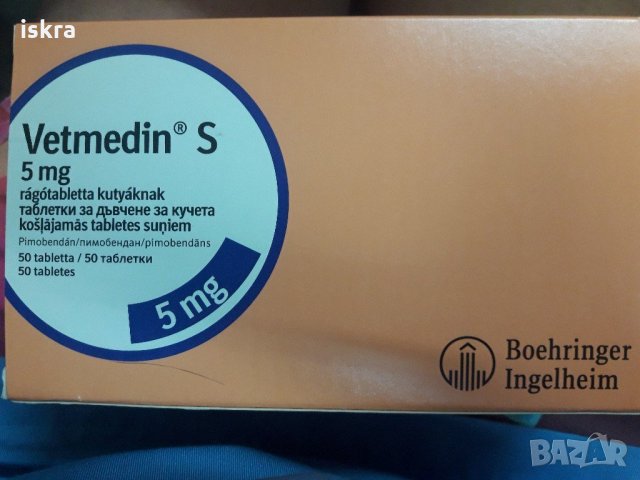 iskra
Vetmedin® S
5 mg
rágótabletta kutyáknak
таблетки за дъвчене за кучета
košļājamās tabletes suņiem
Pimobendán/пимобендан/pimobendāns
50 tabletta / 50 таблетки
50 tabletes
5 mg
Boehringer
Ingelheim
BAZAR